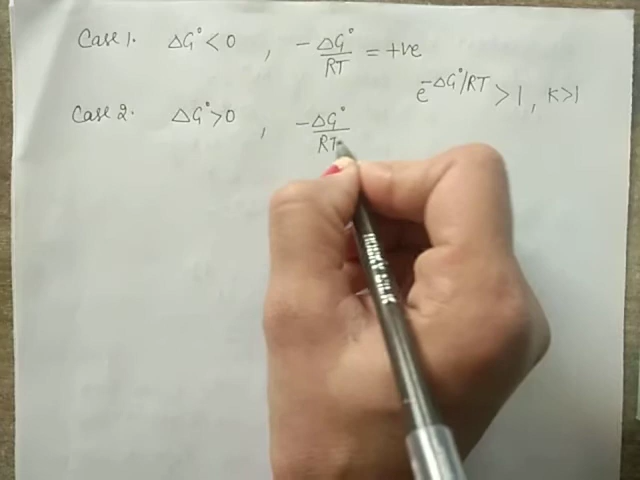 Case 1. ΔG° < 0 , -ΔG°/RT = +ve
e^-ΔG°/RT > 1, K>1
Case 2. ΔG° > 0 , -ΔG°/RT